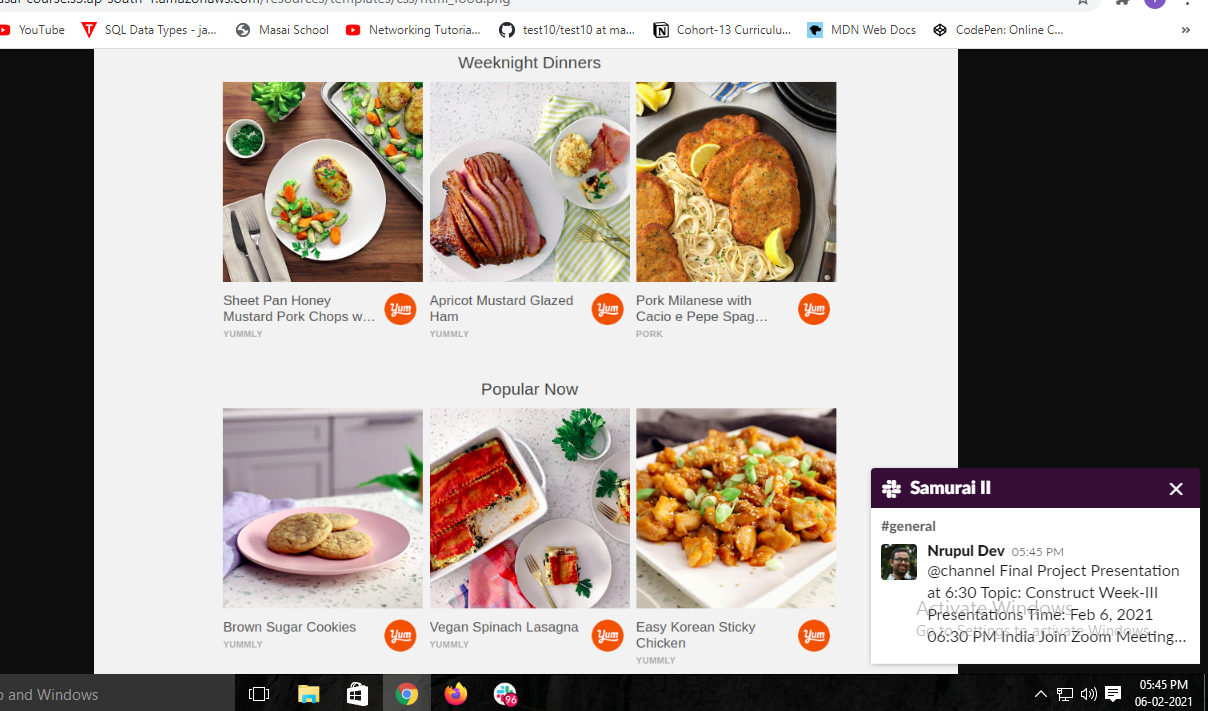 asai-course.s3.ap-south-1.amazonaws.com/resources/templates/css/html_food.png
YouTube
SQL Data Types - ja...
Masai School
Networking Tutoria...
test10/test10 at ma...
Cohort-13 Curriculu...
MDN Web Docs
CodePen: Online C...
»
Weeknight Dinners
Sheet Pan Honey
Mustard Pork Chops w…
YUMMLY
Yum
Apricot Mustard Glazed
Ham
YUMMLY
Yum
Pork Milanese with
Cacio e Pepe Spag…
PORK
Yum
Popular Now
Brown Sugar Cookies
YUMMLY
Yum
Vegan Spinach Lasagna
YUMMLY
Yum
Easy Korean Sticky
Chicken
YUMMLY
Yum
Samurai II
#general
Nrupul Dev 05:45 PM
@channel Final Project Presentation
at 6:30 Topic: Construct Week-III
Presentations Time: Feb 6, 2021
06:30 PM India Join Zoom Meeting...
Activate Windows
Go to Settings to activate Windows.
and Windows
96
05:45 PM
06-02-2021